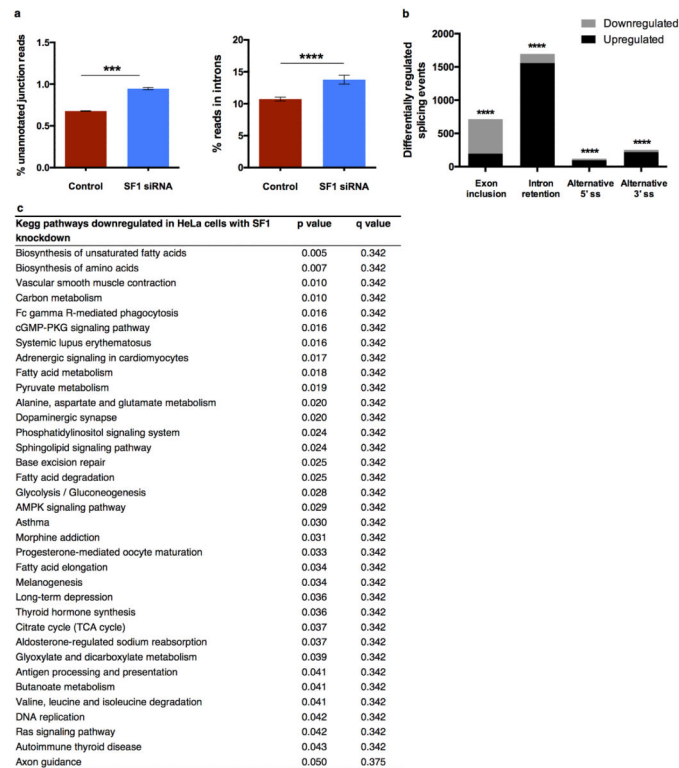 a
% unannotated junction reads
1.5
1.0
0.5
0.0
***
Control
SF1 siRNA
% reads in introns
20
15
10
5
0
****
Control
SF1 siRNA
b
Downregulated
Upregulated
Differentially regulated
splicing events
2000
1500
1000
500
0
****
****
****
****
Exon
inclusion
Intron
retention
Alternative
5' ss
Alternative
3' ss
c
Kegg pathways downregulated in HeLa cells with SF1 p value q value
knockdown
Biosynthesis of unsaturated fatty acids 0.005 0.342
Biosynthesis of amino acids 0.007 0.342
Vascular smooth muscle contraction 0.010 0.342
Carbon metabolism 0.010 0.342
Fc gamma R-mediated phagocytosis 0.016 0.342
cGMP-PKG signaling pathway 0.016 0.342
Systemic lupus erythematosus 0.016 0.342
Adrenergic signaling in cardiomyocytes 0.017 0.342
Fatty acid metabolism 0.018 0.342
Pyruvate metabolism 0.019 0.342
Alanine, aspartate and glutamate metabolism 0.020 0.342
Dopaminergic synapse 0.020 0.342
Phosphatidylinositol signaling system 0.024 0.342
Sphingolipid signaling pathway 0.024 0.342
Base excision repair 0.025 0.342
Fatty acid degradation 0.025 0.342
Glycolysis / Gluconeogenesis 0.028 0.342
AMPK signaling pathway 0.029 0.342
Asthma 0.030 0.342
Morphine addiction 0.031 0.342
Progesterone-mediated oocyte maturation 0.033 0.342
Fatty acid elongation 0.034 0.342
Melanogenesis 0.034 0.342
Long-term depression 0.036 0.342
Thyroid hormone synthesis 0.036 0.342
Citrate cycle (TCA cycle) 0.037 0.342
Aldosterone-regulated sodium reabsorption 0.037 0.342
Glyoxylate and dicarboxylate metabolism 0.039 0.342
Antigen processing and presentation 0.041 0.342
Butanoate metabolism 0.041 0.342
Valine, leucine and isoleucine degradation 0.041 0.342
DNA replication 0.042 0.342
Ras signaling pathway 0.042 0.342
Autoimmune thyroid disease 0.043 0.342
Axon guidance 0.050 0.375